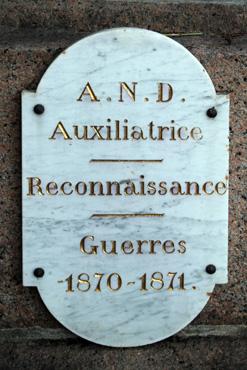 A.N.D.
Auxiliatrice
Reconnaissance
Guerres
-1870-1871.